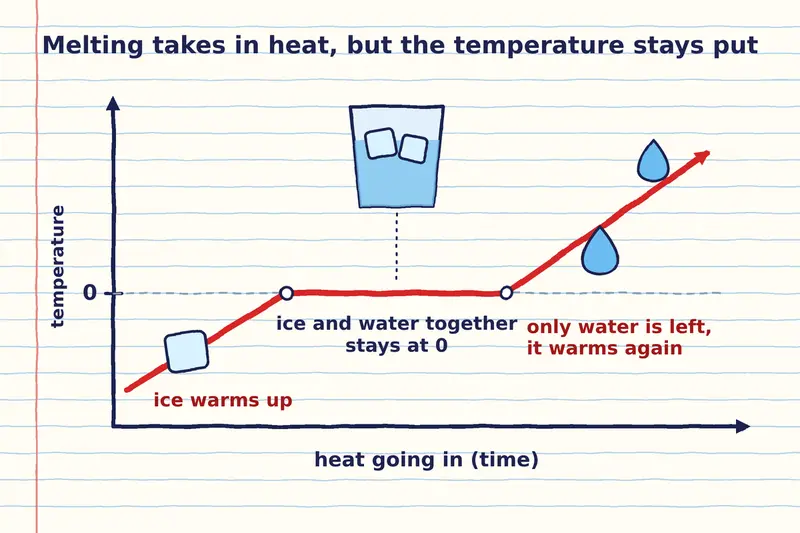 Melting takes in heat, but the temperature stays put
temperature
0
ice and water together
stays at 0
only water is left,
it warms again
ice warms up
heat going in (time)